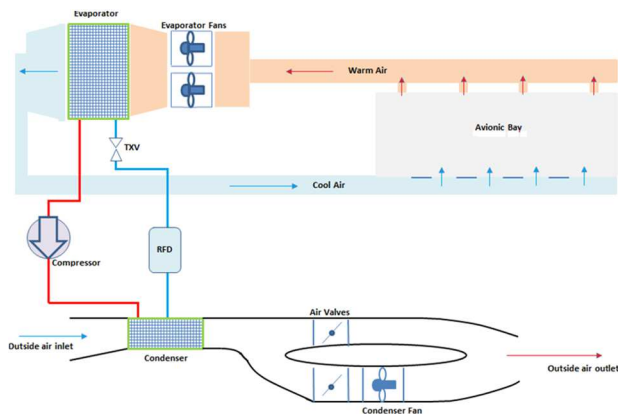 Evaporator
Evaporator Fans
Warm Air
Avionic Bay
TXV
Cool Air
RFD
Compressor
Air Valves
Outside air inlet
Condenser
Outside air outlet
Condenser Fan